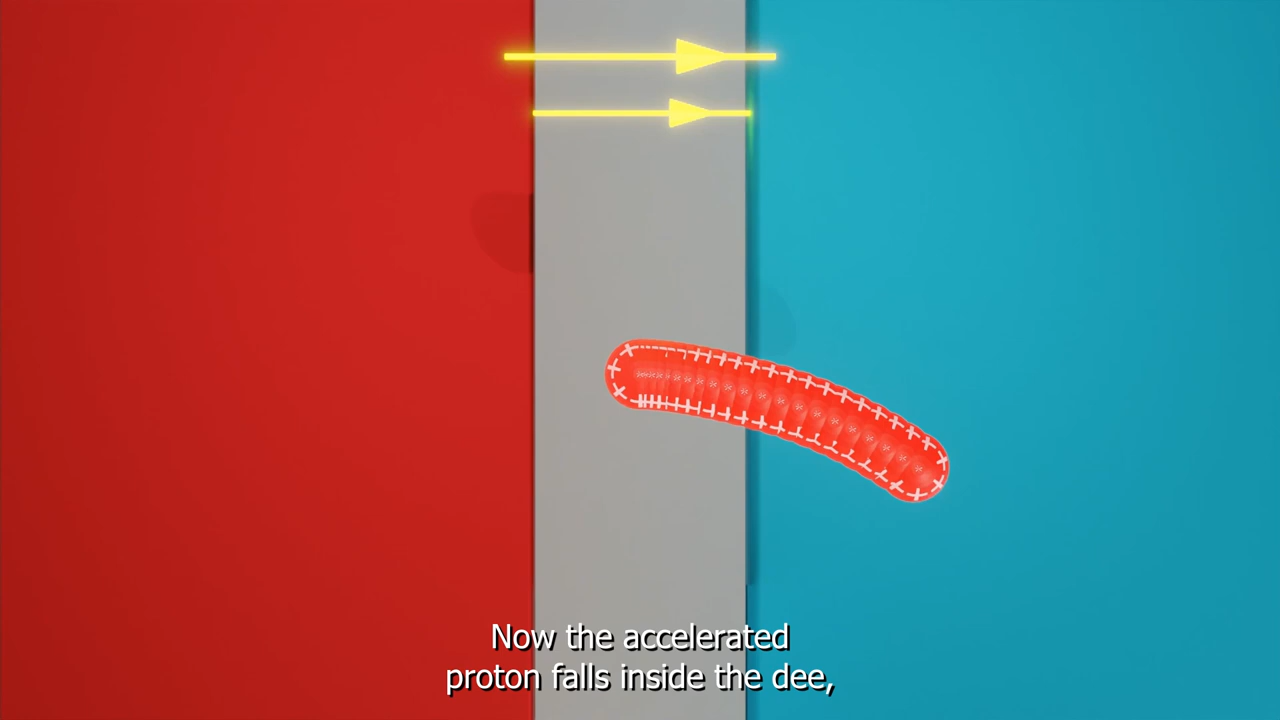 Now the accelerated
proton falls inside the dee,